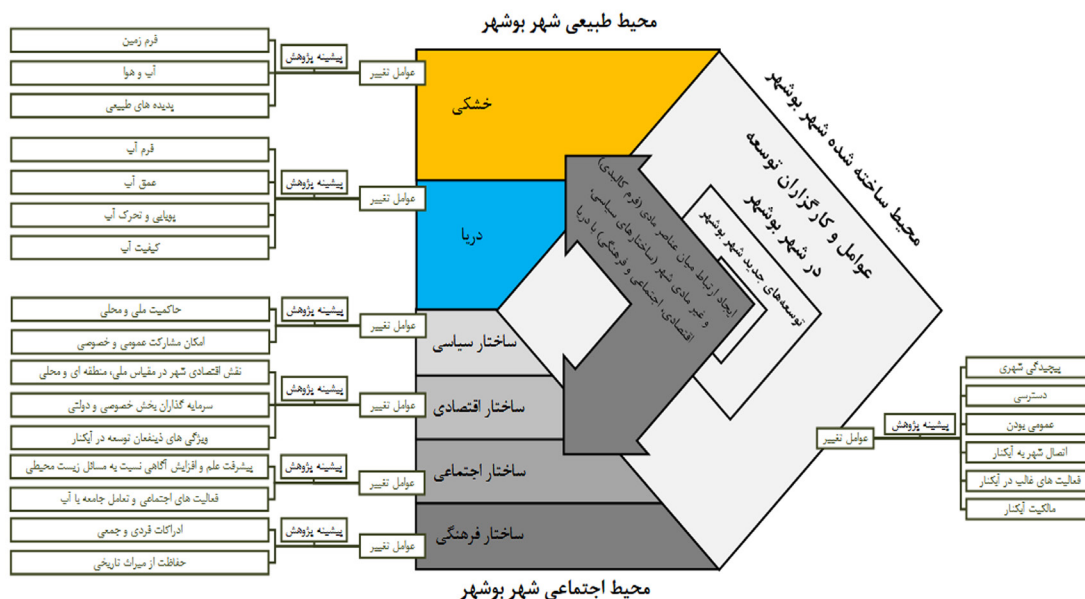 محیط طبیعی شهر بوشهر
خشکی
عوامل تغییر
پیشینه پژوهش
فرم زمین
آب و هوا
پدیده های طبیعی
دریا
عوامل تغییر
پیشینه پژوهش
فرم آب
عمق آب
پویایی و تحرک آب
کیفیت آب
ساختار سیاسی
عوامل تغییر
پیشینه پژوهش
حاکمیت ملی و محلی
امکان مشارکت عمومی و خصوصی
ساختار اقتصادی
عوامل تغییر
پیشینه پژوهش
نقش اقتصادی شهر در مقیاس ملی، منطقه ای و محلی
سرمایه گذاران بخش خصوصی و دولتی
ویژگی های ذینفعان توسعه در آبکنار
ساختار اجتماعی
عوامل تغییر
پیشینه پژوهش
پیشرفت علم و افزایش آگاهی نسبت به مسائل زیست محیطی
فعالیت های اجتماعی و تعامل جامعه با آب
ساختار فرهنگی
عوامل تغییر
پیشینه پژوهش
ادراکات فردی و جمعی
حفاظت از میراث تاریخی
محیط اجتماعی شهر بوشهر
محیط ساخته شده شهر بوشهر
عوامل و کارگزاران توسعه
در شهر بوشهر
توسعه‌های جدید شهر بوشهر
ایجاد ارتباط میان عناصر مادی (فرم کالبدی)
و غیر مادی شهر (ساختارهای سیاسی،
اقتصادی، اجتماعی و فرهنگی) با دریا
عوامل تغییر
پیشینه پژوهش
پیچیدگی شهری
دسترسی
عمومی بودن
اتصال شهر به آبکنار
فعالیت های غالب در آبکنار
مالکیت آبکنار